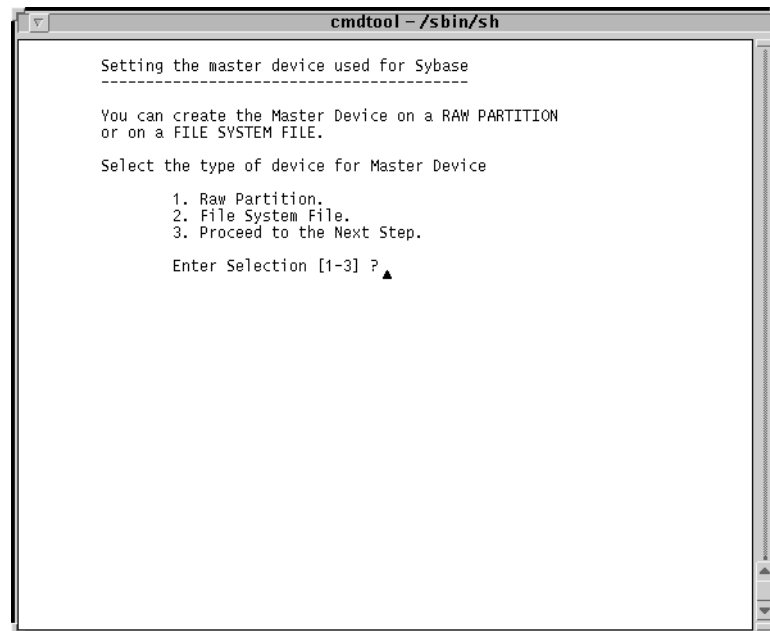 cmdtool – /sbin/sh
Setting the master device used for Sybase
-----------------------------------------
You can create the Master Device on a RAW PARTITION
or on a FILE SYSTEM FILE.
Select the type of device for Master Device
1. Raw Partition.
2. File System File.
3. Proceed to the Next Step.
Enter Selection [1-3] ?